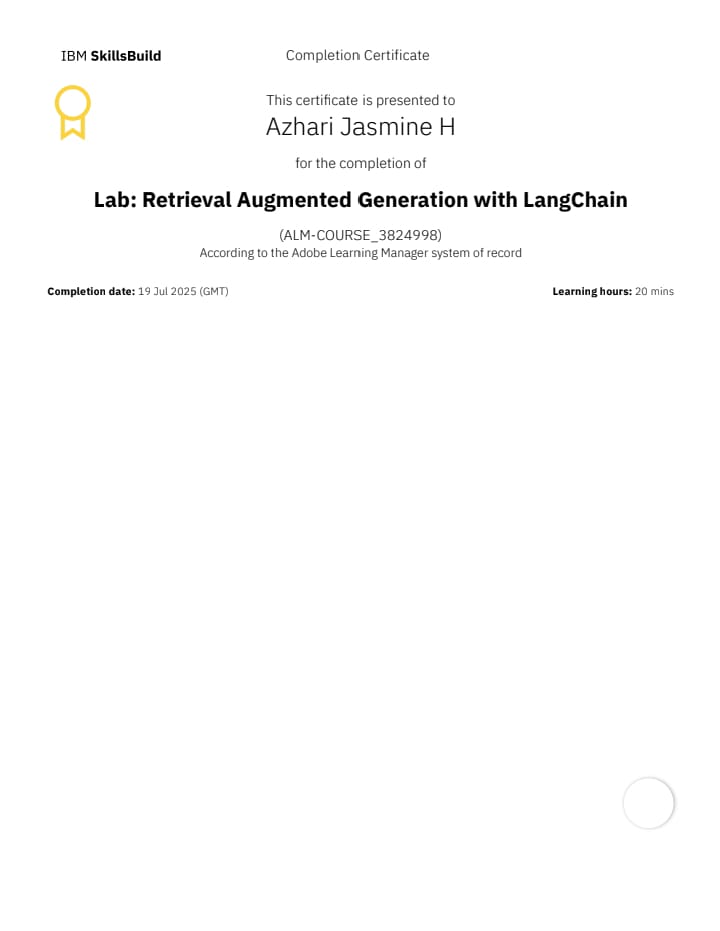 IBM SkillsBuild
Completion Certificate
This certificate is presented to
Azhari Jasmine H
for the completion of
Lab: Retrieval Augmented Generation with LangChain
(ALM-COURSE_3824998)
According to the Adobe Learning Manager system of record
Completion date: 19 Jul 2025 (GMT)
Learning hours: 20 mins